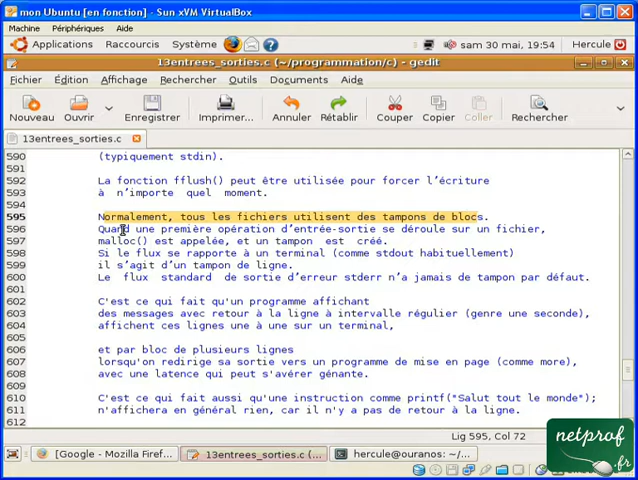 mon Ubuntu [en fonction] - Sun xVM VirtualBox
Machine Périphériques Aide
Applications Raccourcis Système sam 30 mai, 19:54 Hercule
13entrees_sorties.c (~/programmation/c) - gedit
Fichier Édition Affichage Rechercher Outils Documents Aide
Nouveau Ouvrir Enregistrer Imprimer... Annuler Rétablir Couper Copier Coller Rechercher
13entrees_sorties.c
590 (typiquement stdin).
591
592 La fonction fflush() peut être utilisée pour forcer l’écriture
593 à n’importe quel moment.
594
595 Normalement, tous les fichiers utilisent des tampons de blocs.
596 Quand une première opération d’entrée-sortie se déroule sur un fichier,
597 malloc() est appelée, et un tampon est créé.
598 Si le flux se rapporte à un terminal (comme stdout habituellement)
599 il s’agit d’un tampon de ligne.
600 Le flux standard de sortie d’erreur stderr n’a jamais de tampon par défaut.
601
602 C'est ce qui fait qu'un programme affichant
603 des messages avec retour à la ligne à intervalle régulier (genre une seconde),
604 affichent ces lignes une à une sur un terminal,
605
606 et par bloc de plusieurs lignes
607 lorsqu'on redirige sa sortie vers un programme de mise en page (comme more),
608 avec une latence qui peut s'avérer gênante.
609
610 C'est ce qui fait aussi qu'une instruction comme printf("Salut tout le monde");
611 n'affichera en général rien, car il n'y a pas de retour à la ligne.
612
Lig 595, Col 72
[Google - Mozilla Firef... 13entrees_sorties.c (~... hercule@ouranos: ~
netprof
.fr